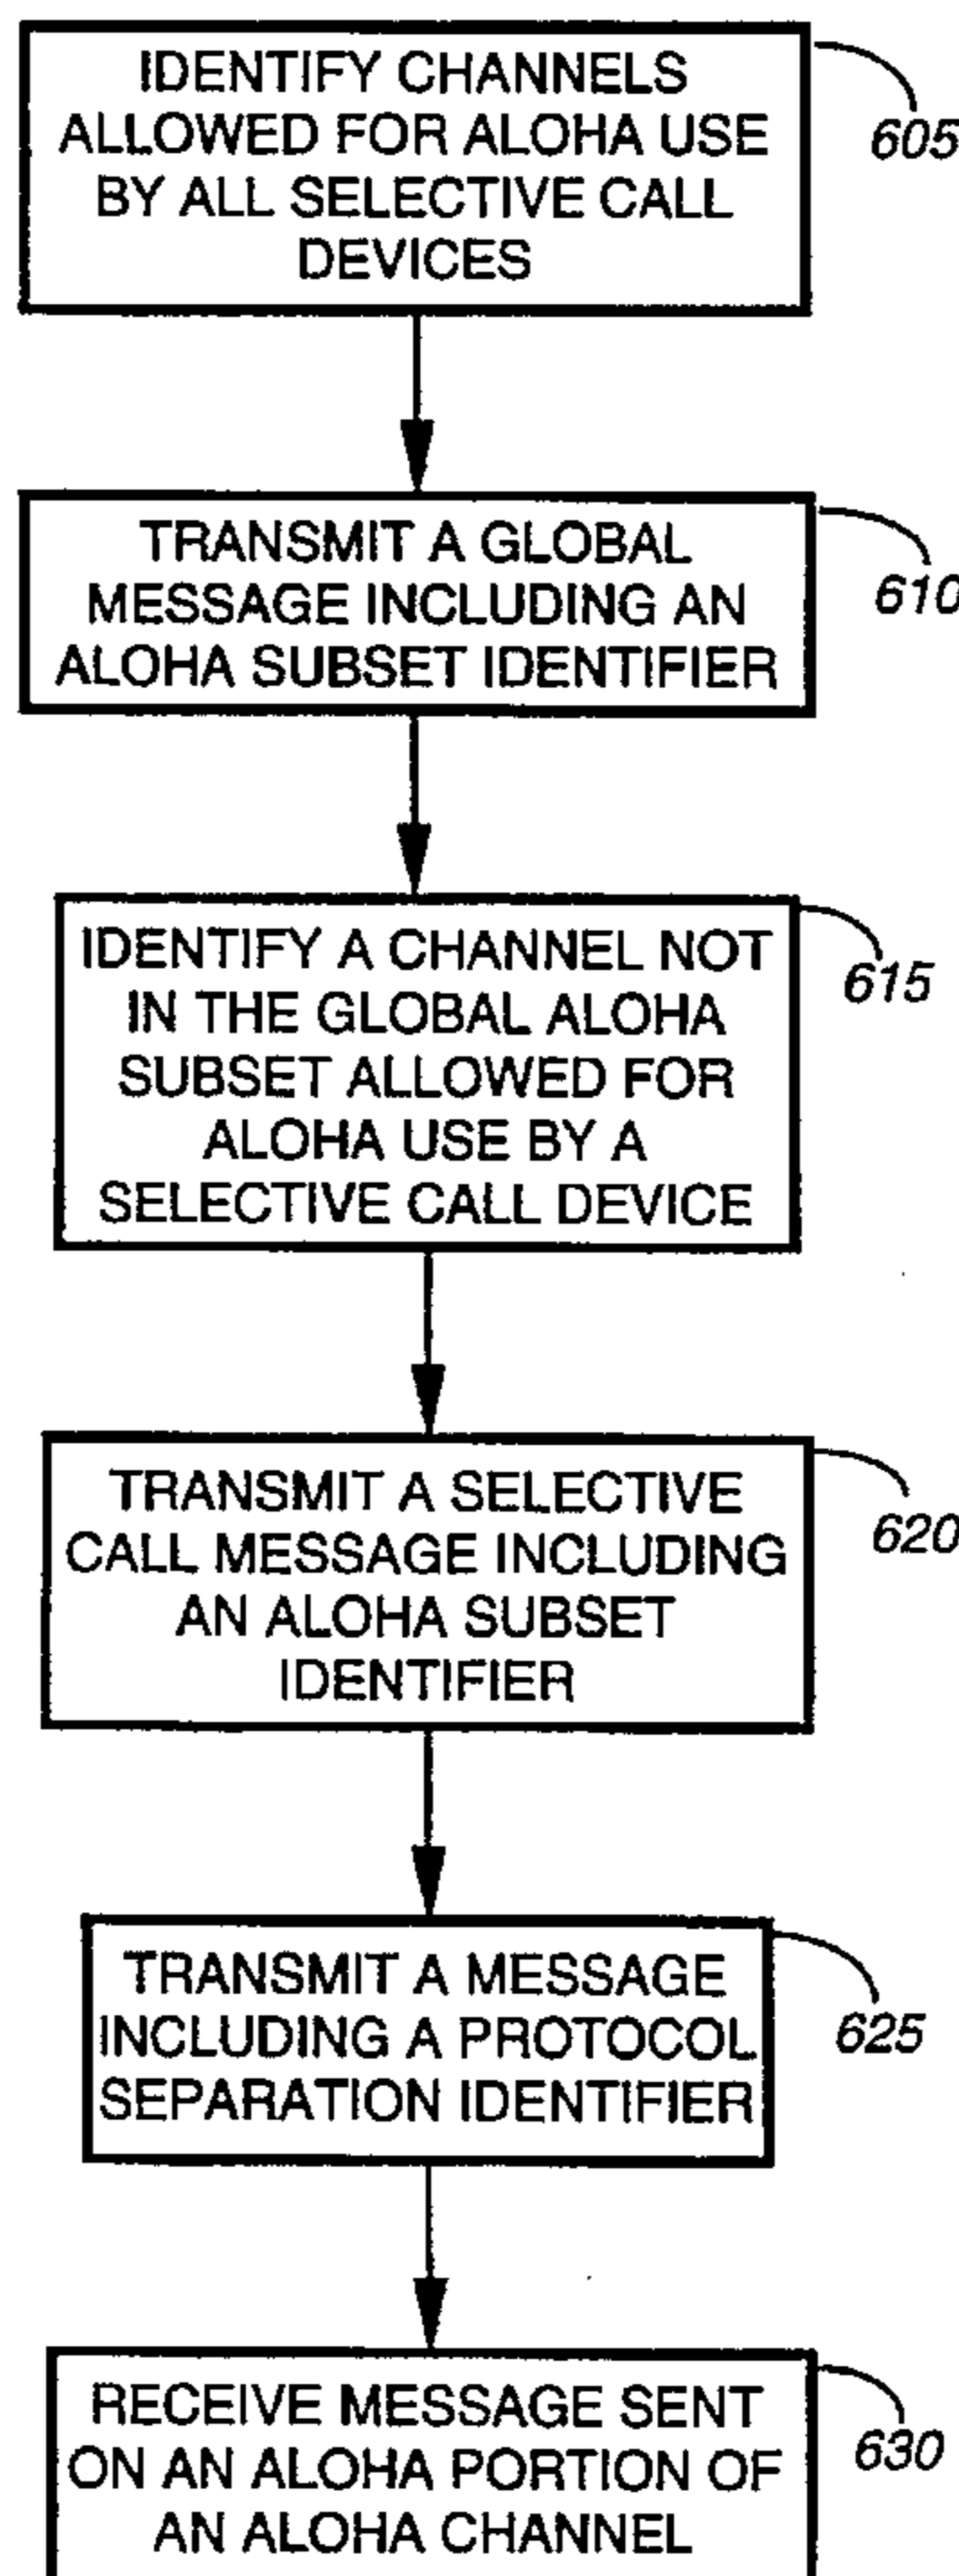 IDENTIFY CHANNELS
ALLOWED FOR ALOHA USE
BY ALL SELECTIVE CALL
DEVICES
605
TRANSMIT A GLOBAL
MESSAGE INCLUDING AN
ALOHA SUBSET IDENTIFIER
610
IDENTIFY A CHANNEL NOT
IN THE GLOBAL ALOHA
SUBSET ALLOWED FOR
ALOHA USE BY A
SELECTIVE CALL DEVICE
615
TRANSMIT A SELECTIVE
CALL MESSAGE INCLUDING
AN ALOHA SUBSET
IDENTIFIER
620
TRANSMIT A MESSAGE
INCLUDING A PROTOCOL
SEPARATION IDENTIFIER
625
RECEIVE MESSAGE SENT
ON AN ALOHA PORTION OF
AN ALOHA CHANNEL
630